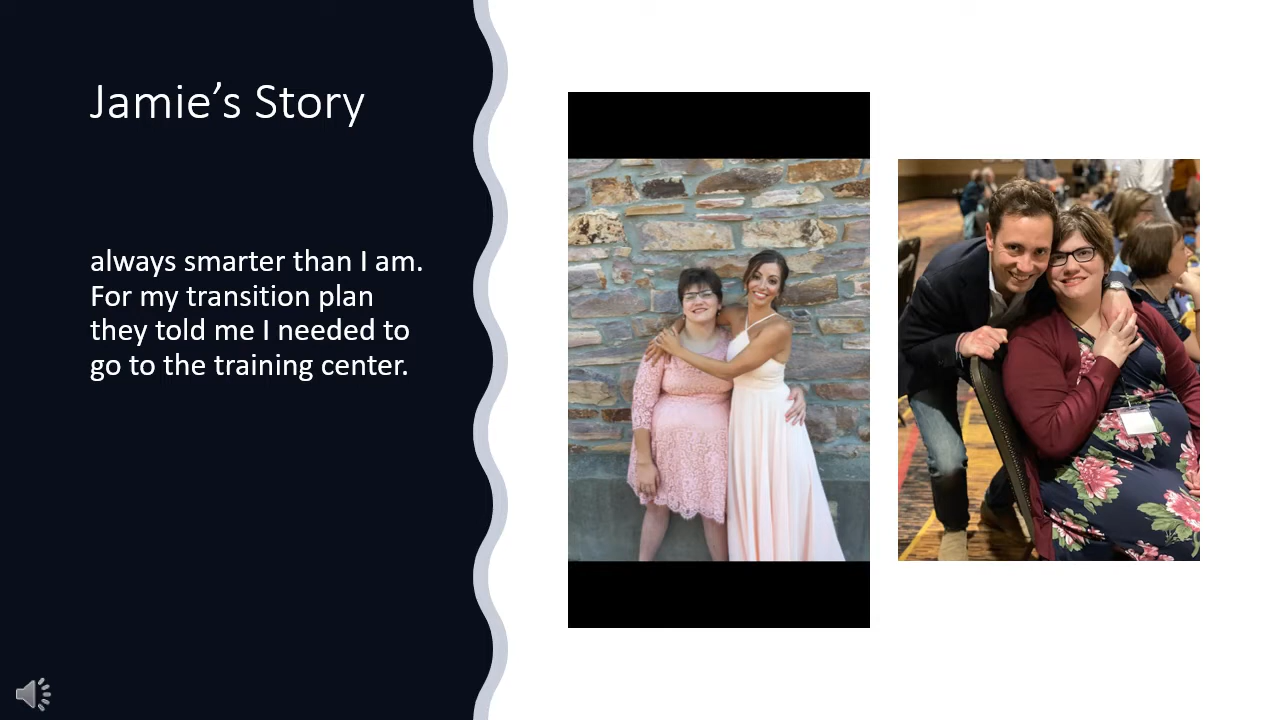 Jamie’s Story
always smarter than I am.
For my transition plan
they told me I needed to
go to the training center.